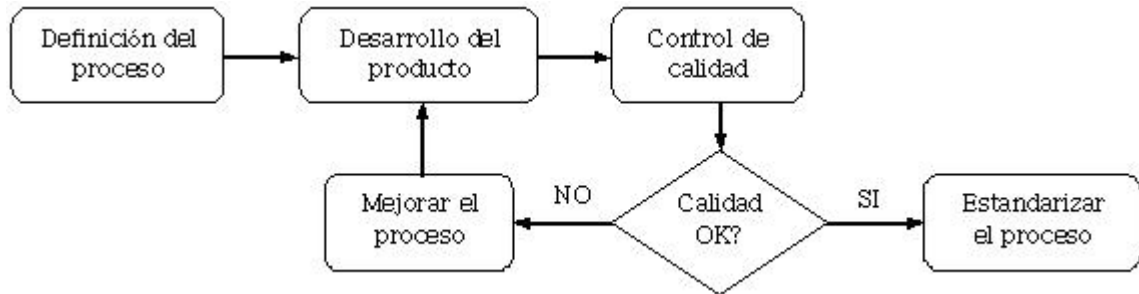 Definición del
proceso
Desarrollo del
producto
Control de
calidad
Mejorar el
proceso
NO
Calidad
OK?
SI
Estandarizar
el proceso